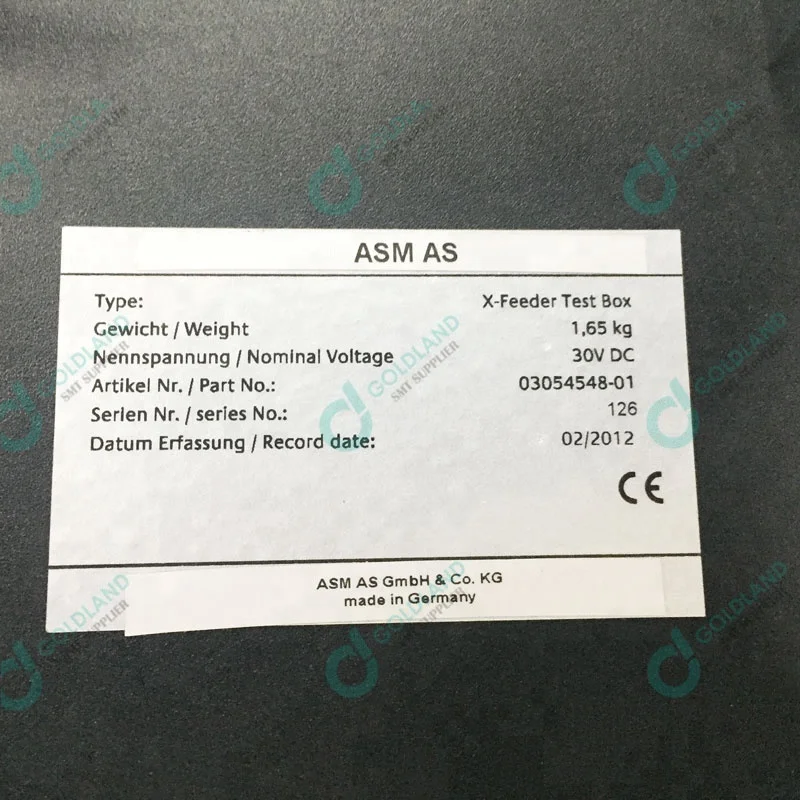 ASM AS
Type: X-Feeder Test Box
Gewicht / Weight 1,65 kg
Nennspannung / Nominal Voltage 30V DC
Artikel Nr. / Part No.: 03054548-01
Serien Nr. / series No.: 126
Datum Erfassung / Record date: 02/2012
CE
ASM AS GmbH & Co. KG
made in Germany
GOLDLAND
SMT SUPPLIER